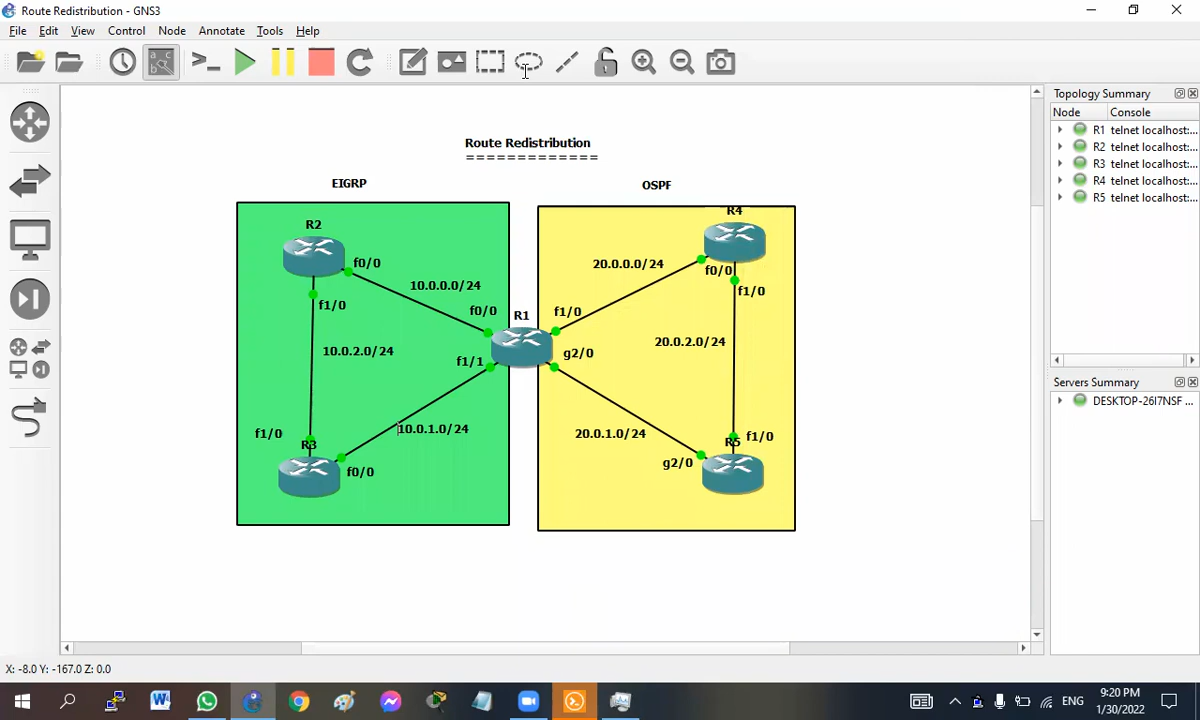 Route Redistribution - GNS3
File Edit View Control Node Annotate Tools Help
Topology Summary
Node Console
R1 telnet localhost:...
R2 telnet localhost:...
R3 telnet localhost:...
R4 telnet localhost:...
R5 telnet localhost:...
Route Redistribution
=============
EIGRP
OSPF
R2
R4
f0/0
20.0.0.0/24
f0/0
f1/0
10.0.0.0/24
f1/0
f0/0
R1
f1/0
10.0.2.0/24
f1/1
g2/0
20.0.2.0/24
10.0.1.0/24
20.0.1.0/24
f1/0
R3
f0/0
g2/0
R5
f1/0
Servers Summary
DESKTOP-26I7NSF ...
X: -8.0 Y: -167.0 Z: 0.0
ENG
9:20 PM
1/30/2022